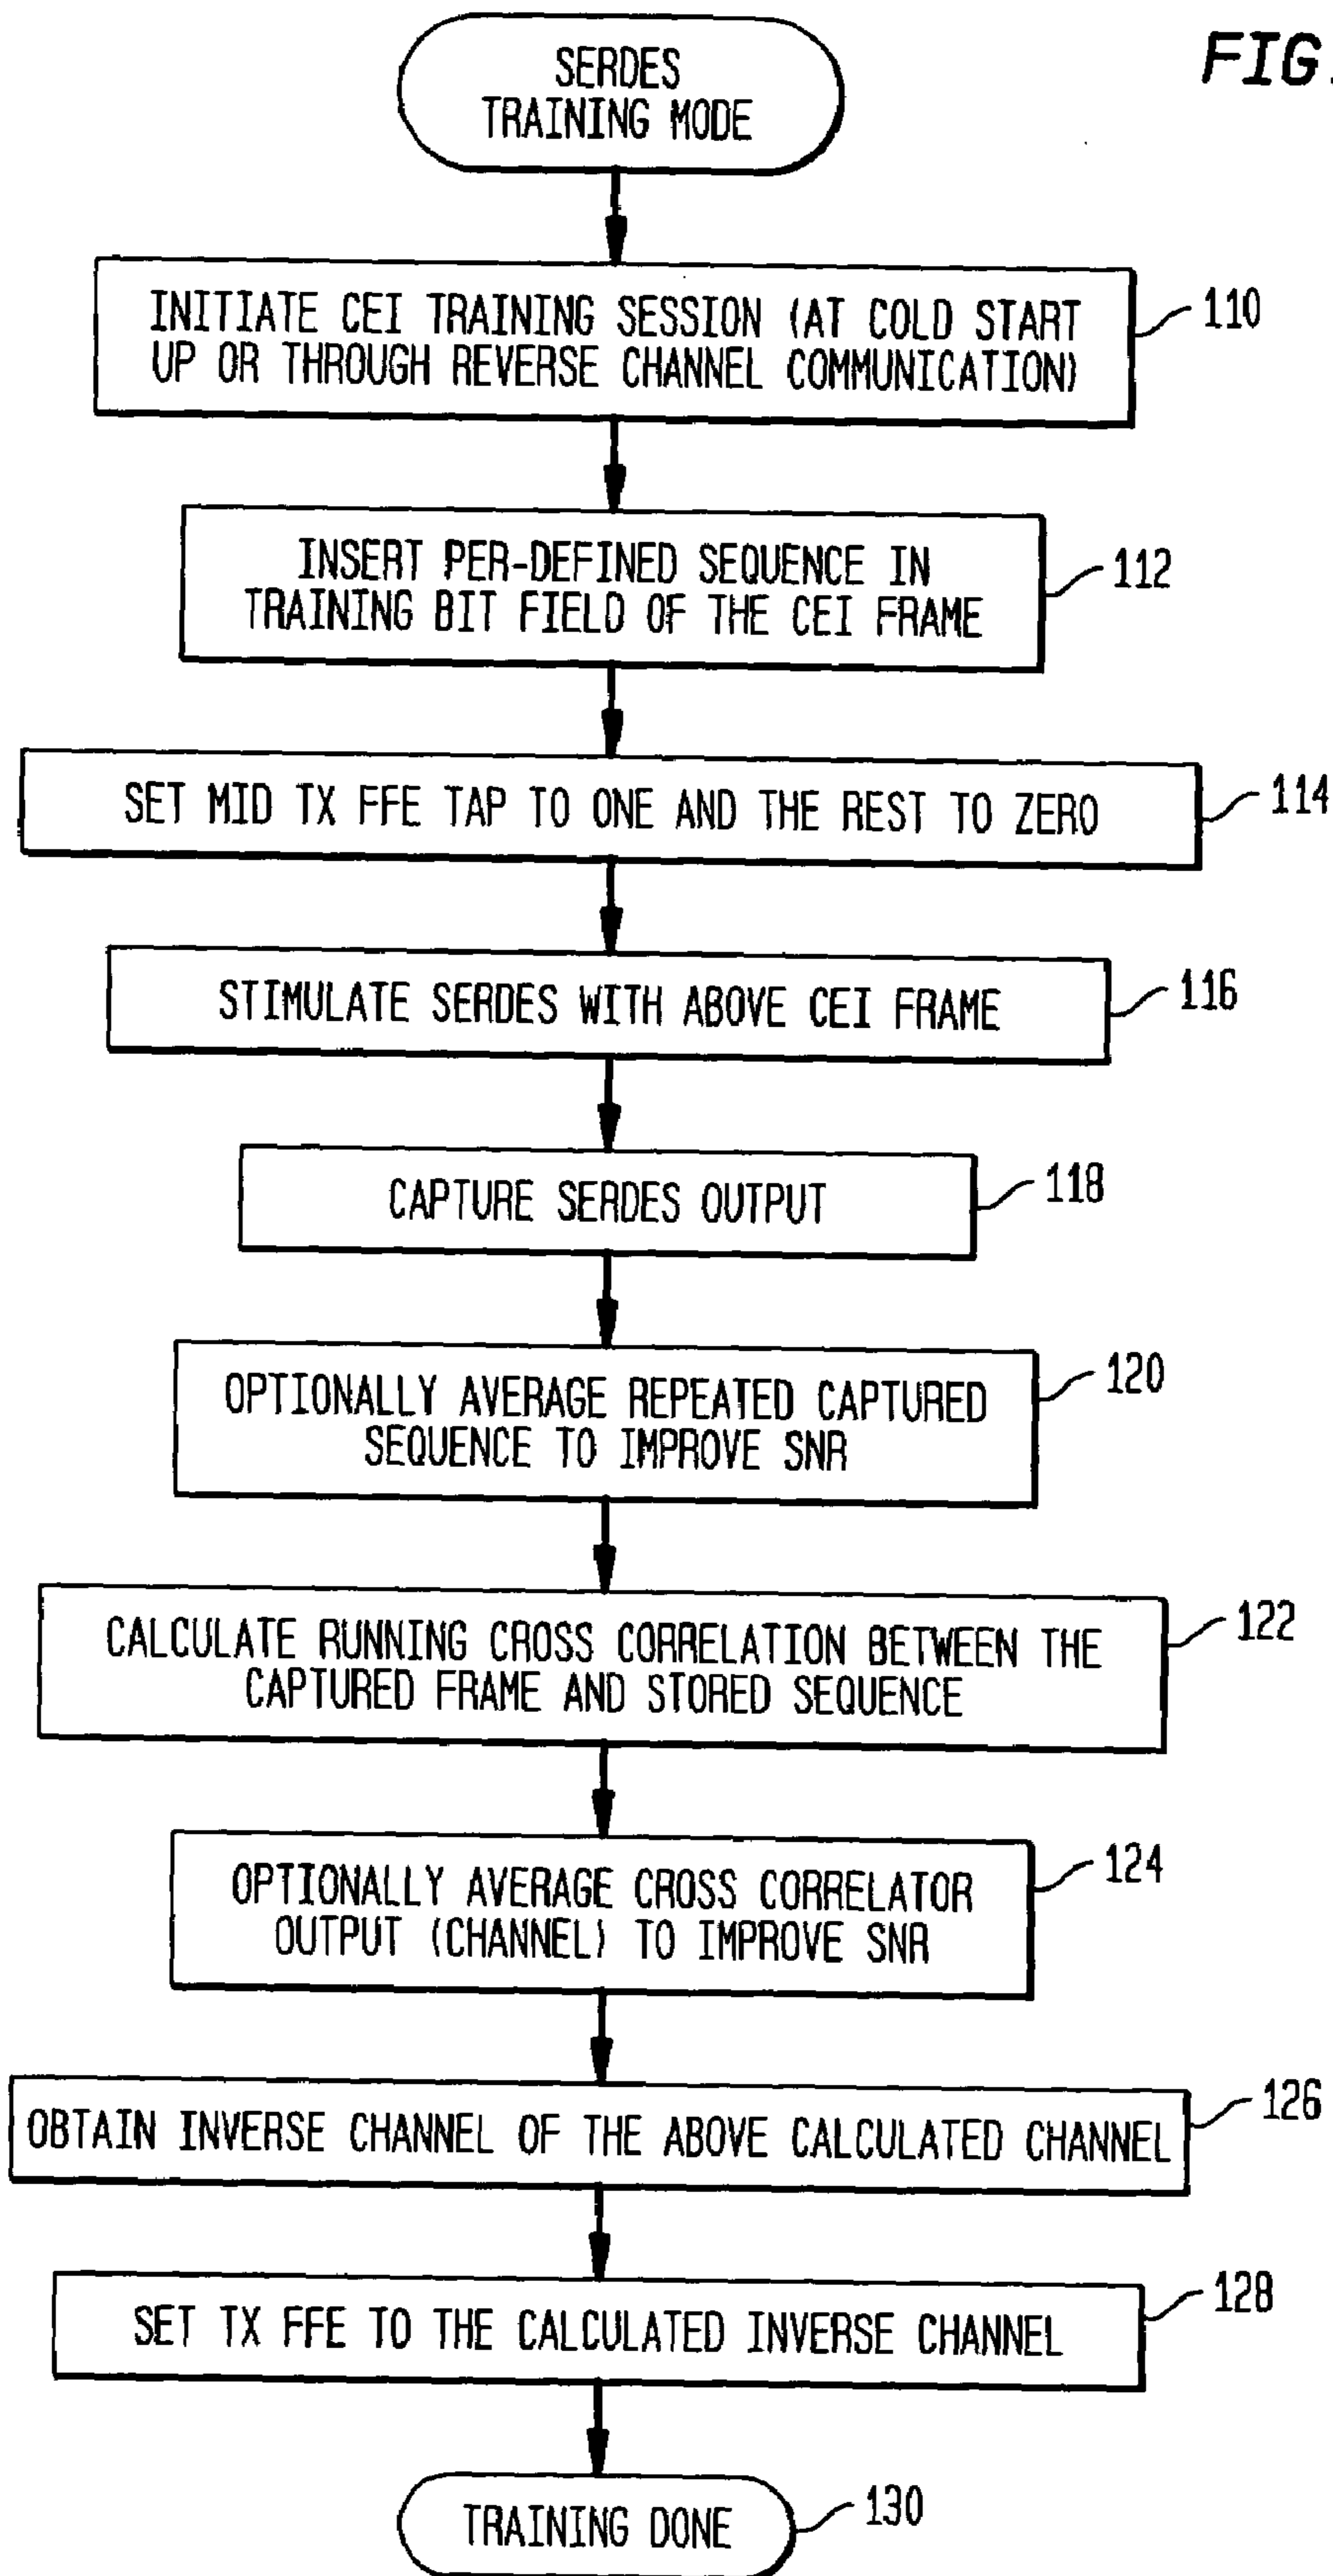 FIG.
SERDES
TRAINING MODE
INITIATE CEI TRAINING SESSION (AT COLD START
UP OR THROUGH REVERSE CHANNEL COMMUNICATION)
110
INSERT PER-DEFINED SEQUENCE IN
TRAINING BIT FIELD OF THE CEI FRAME
112
SET MID TX FFE TAP TO ONE AND THE REST TO ZERO
114
STIMULATE SERDES WITH ABOVE CEI FRAME
116
CAPTURE SERDES OUTPUT
118
OPTIONALLY AVERAGE REPEATED CAPTURED
SEQUENCE TO IMPROVE SNR
120
CALCULATE RUNNING CROSS CORRELATION BETWEEN THE
CAPTURED FRAME AND STORED SEQUENCE
122
OPTIONALLY AVERAGE CROSS CORRELATOR
OUTPUT (CHANNEL) TO IMPROVE SNR
124
OBTAIN INVERSE CHANNEL OF THE ABOVE CALCULATED CHANNEL
126
SET TX FFE TO THE CALCULATED INVERSE CHANNEL
128
TRAINING DONE
130